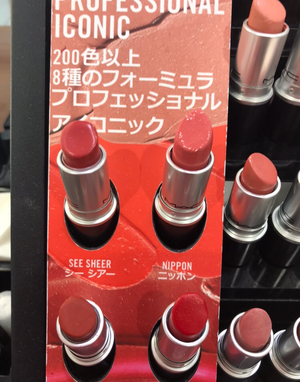 PROFESSIONAL
ICONIC
200色以上
8種のフォーミュラ
プロフェッショナル
アイコニック
SEE SHEER
シー シアー
NIPPON
ニッポン